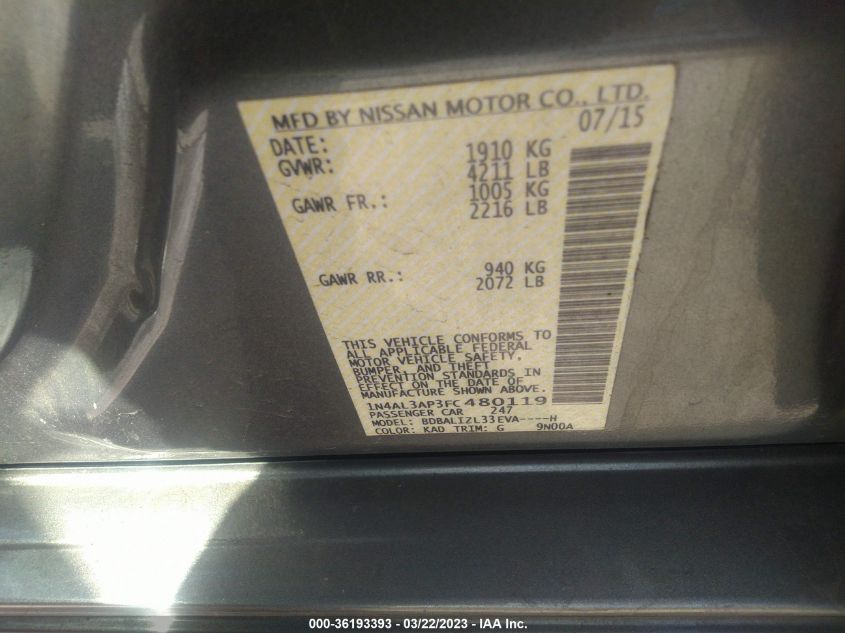 MFD BY NISSAN MOTOR CO., LTD.
DATE: 07/15
GVWR: 1910 KG
4211 LB
GAWR FR.: 1005 KG
2216 LB
GAWR RR.: 940 KG
2072 LB
THIS VEHICLE CONFORMS TO
ALL APPLICABLE FEDERAL
MOTOR VEHICLE SAFETY,
BUMPER, AND THEFT
PREVENTION STANDARDS IN
EFFECT ON THE DATE OF
MANUFACTURE SHOWN ABOVE.
1N4AL3AP3FC480119
PASSENGER CAR 247
MODEL: BDBALIZL33EVA----H
COLOR: KAD TRIM: G 9N00A
000-36193393 - 03/22/2023 - IAA Inc.